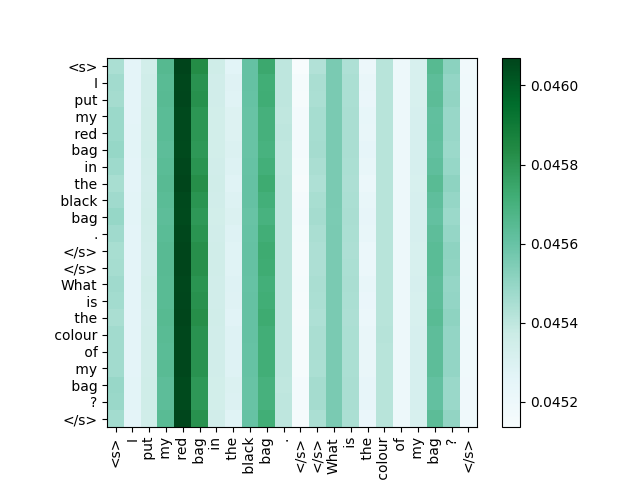 <s>
I
put
my
red
bag
in
the
black
bag
.
</s>
</s>
What
is
the
colour
of
my
bag
?
</s>
0.0460
0.0458
0.0456
0.0454
0.0452
<s>
I
put
my
red
bag
in
the
black
bag
.
</s>
</s>
What
is
the
colour
of
my
bag
?
</s>